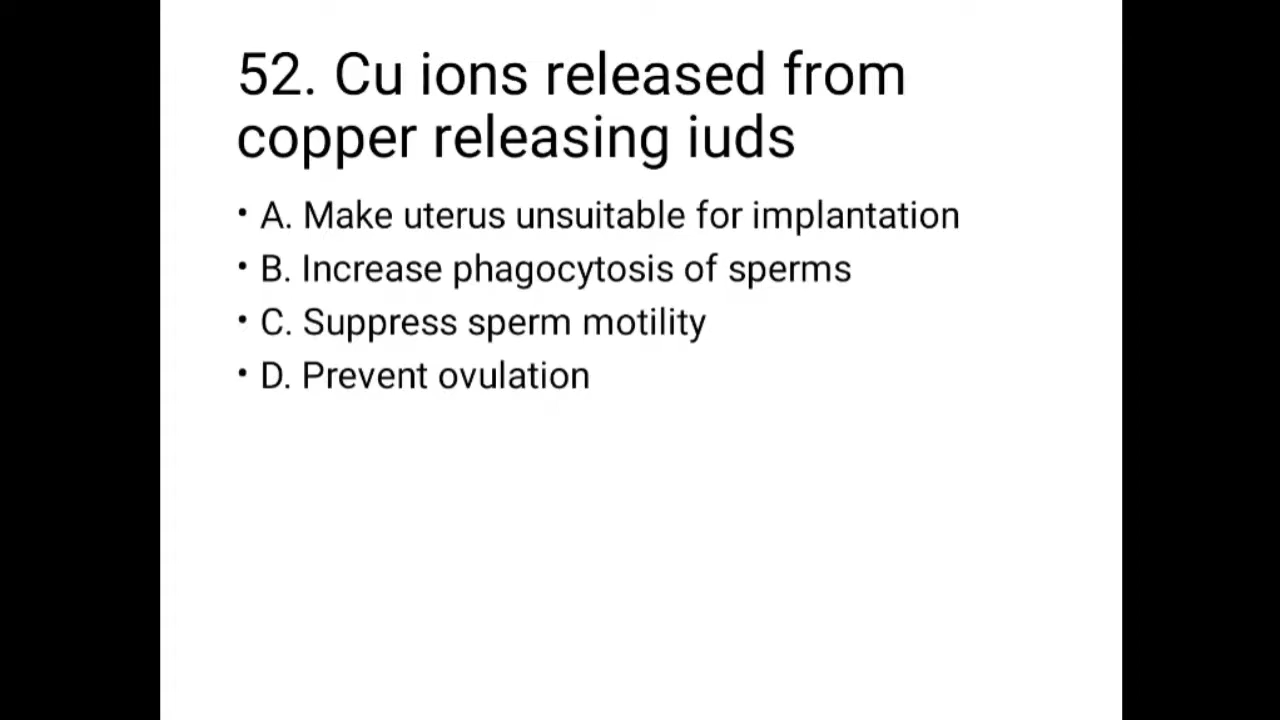 52. Cu ions released from
copper releasing iuds
• A. Make uterus unsuitable for implantation
• B. Increase phagocytosis of sperms
• C. Suppress sperm motility
• D. Prevent ovulation